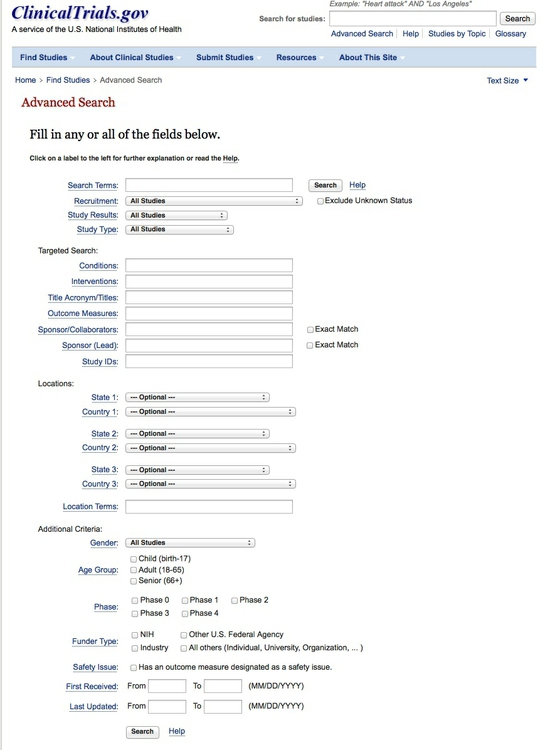 Example: "Heart attack" AND "Los Angeles"
ClinicalTrials.gov
Search for studies: Search
A service of the U.S. National Institutes of Health
Advanced Search Help Studies by Topic Glossary
Find Studies About Clinical Studies Submit Studies Resources About This Site
Home > Find Studies > Advanced Search Text Size
Advanced Search
Fill in any or all of the fields below.
Click on a label to the left for further explanation or read the Help.
Search Terms: Search Help
Recruitment: All Studies Exclude Unknown Status
Study Results: All Studies
Study Type: All Studies
Targeted Search:
Conditions:
Interventions:
Title Acronym/Titles:
Outcome Measures:
Sponsor/Collaborators: Exact Match
Sponsor (Lead): Exact Match
Study IDs:
Locations:
State 1: --- Optional ---
Country 1: --- Optional ---
State 2: --- Optional ---
Country 2: --- Optional ---
State 3: --- Optional ---
Country 3: --- Optional ---
Location Terms:
Additional Criteria:
Gender: All Studies
Child (birth-17)
Age Group: Adult (18-65)
Senior (66+)
Phase: Phase 0 Phase 1 Phase 2
Phase 3 Phase 4
Funder Type: NIH Other U.S. Federal Agency
Industry All others (Individual, University, Organization, ... )
Safety Issue: Has an outcome measure designated as a safety issue.
First Received: From To (MM/DD/YYYY)
Last Updated: From To (MM/DD/YYYY)
Search Help